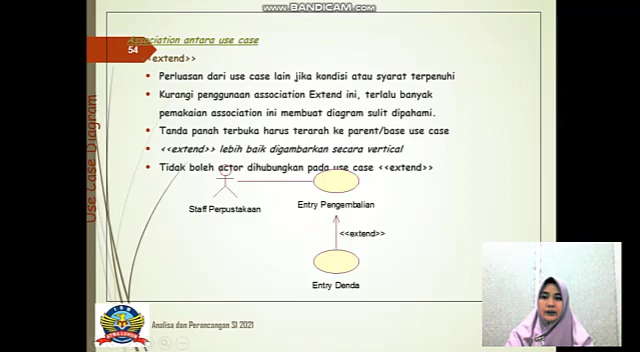 www.BANDICAM.com
Association antara use case
54
<<extend>>
Perluasan dari use case lain jika kondisi atau syarat terpenuhi
Kurangi penggunaan association Extend ini, terlalu banyak
pemakaian association ini membuat diagram sulit dipahami.
Tanda panah terbuka harus terarah ke parent/base use case
<<extend>> lebih baik digambarkan secara vertical
Tidak boleh actor dihubungkan pada use case <<extend>>
Use Case Diagram
Staff Perpustakaan
Entry Pengembalian
<<extend>>
Entry Denda
Analisa dan Perancangan SI 2021